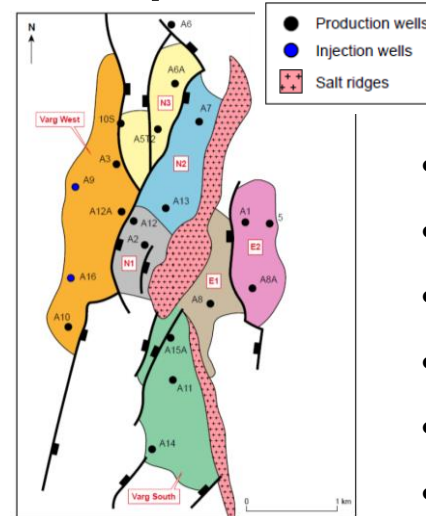 A6
Production wells
Injection wells
Salt ridges
N
A6A
N3
Varg West
10S
A5T2
A7
A3
N2
A9
A12A
A13
A12
A1
5
A2
E2
N1
E1
A16
A8A
A8
A10
A15A
A11
A14
Varg South
0
1 km